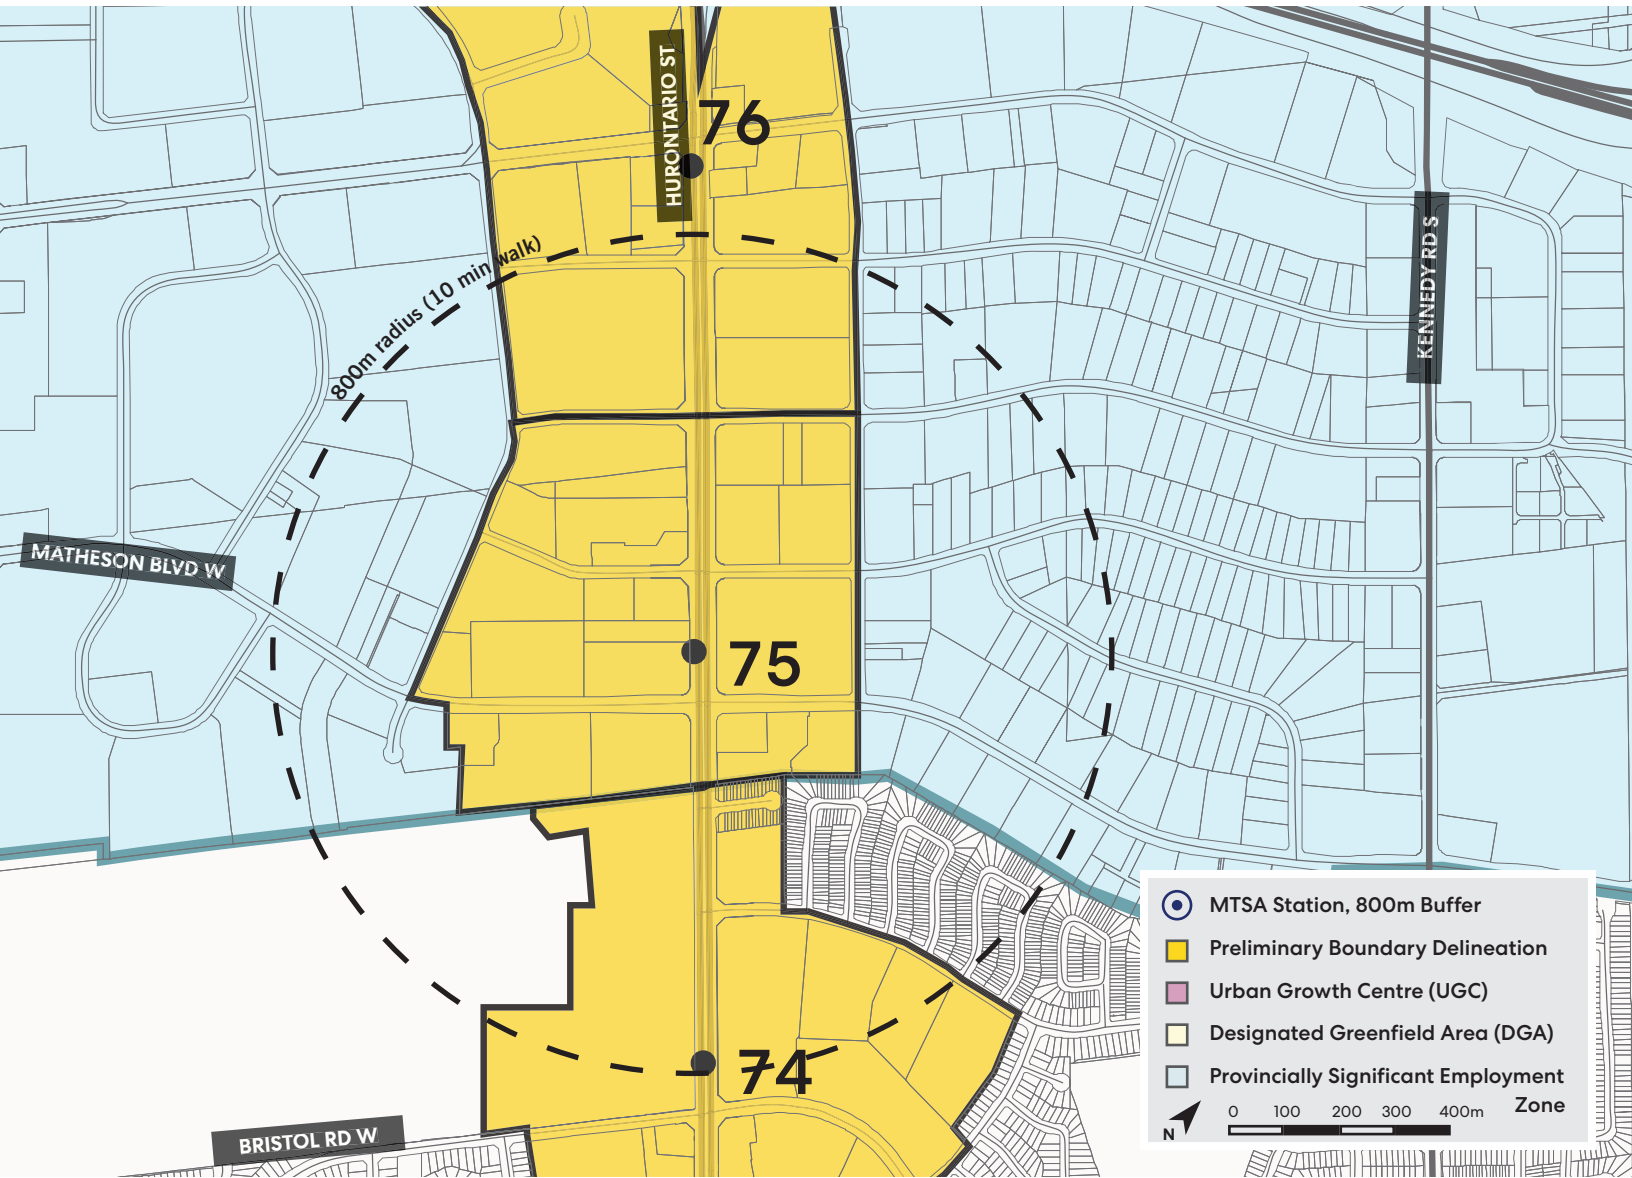 HURONTARIO ST
76
800m radius (10 min walk)
KENNEDY RD S
MATHESON BLVD W
75
74
BRISTOL RD W
MTSA Station, 800m Buffer
Preliminary Boundary Delineation
Urban Growth Centre (UGC)
Designated Greenfield Area (DGA)
Provincially Significant Employment
Zone
N
0 100 200 300 400m